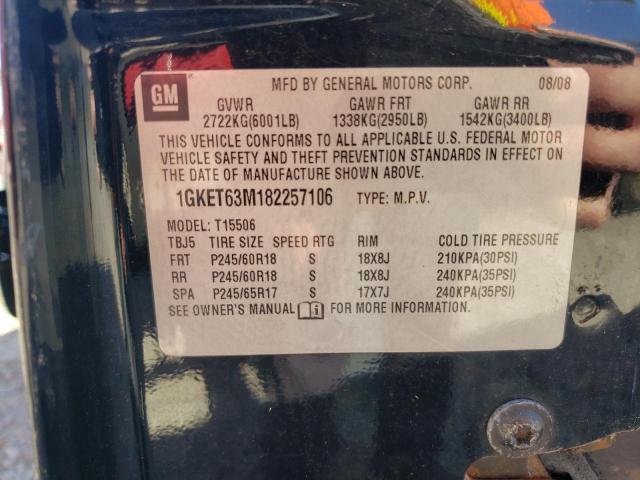 GM
MFD BY GENERAL MOTORS CORP. 08/08
GVWR GAWR FRT GAWR RR
2722KG(6001LB) 1338KG(2950LB) 1542KG(3400LB)
THIS VEHICLE CONFORMS TO ALL APPLICABLE U.S. FEDERAL MOTOR
VEHICLE SAFETY AND THEFT PREVENTION STANDARDS IN EFFECT ON
THE DATE OF MANUFACTURE SHOWN ABOVE.
1GKET63M182257106 TYPE: M.P.V.
MODEL: T15506
TBJ5 TIRE SIZE SPEED RTG RIM COLD TIRE PRESSURE
FRT P245/60R18 S 18X8J 210KPA(30PSI)
RR P245/60R18 S 18X8J 240KPA(35PSI)
SPA P245/65R17 S 17X7J 240KPA(35PSI)
SEE OWNER'S MANUAL FOR MORE INFORMATION.